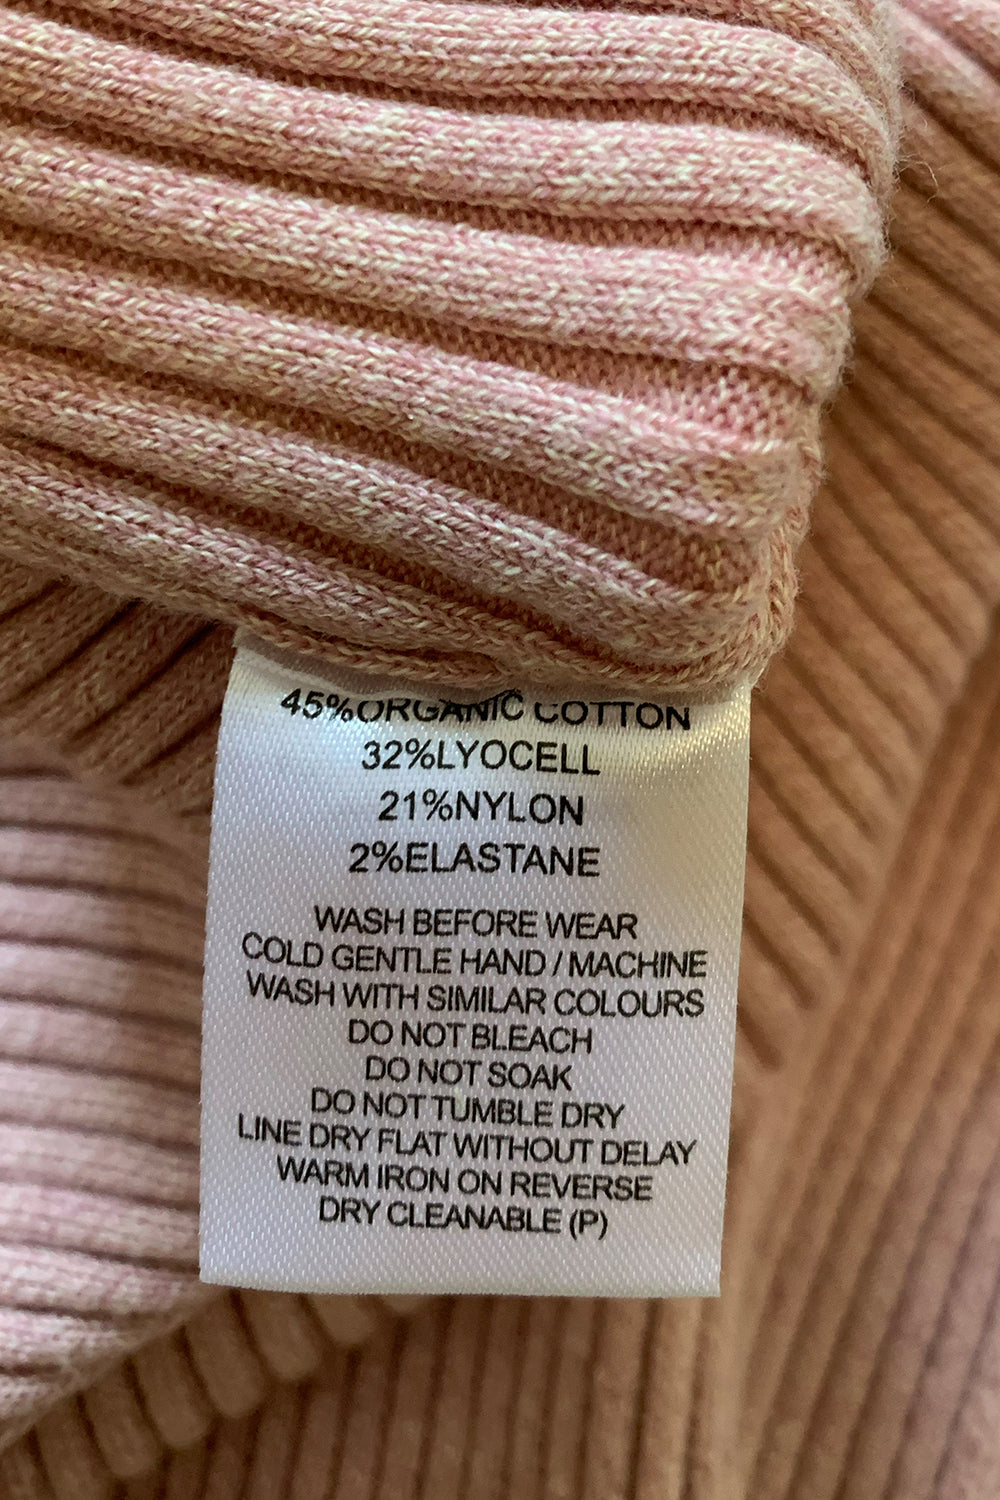 45%ORGANIC COTTON
32%LYOCELL
21%NYLON
2%ELASTANE
WASH BEFORE WEAR
COLD GENTLE HAND / MACHINE
WASH WITH SIMILAR COLOURS
DO NOT BLEACH
DO NOT SOAK
DO NOT TUMBLE DRY
LINE DRY FLAT WITHOUT DELAY
WARM IRON ON REVERSE
DRY CLEANABLE (P)